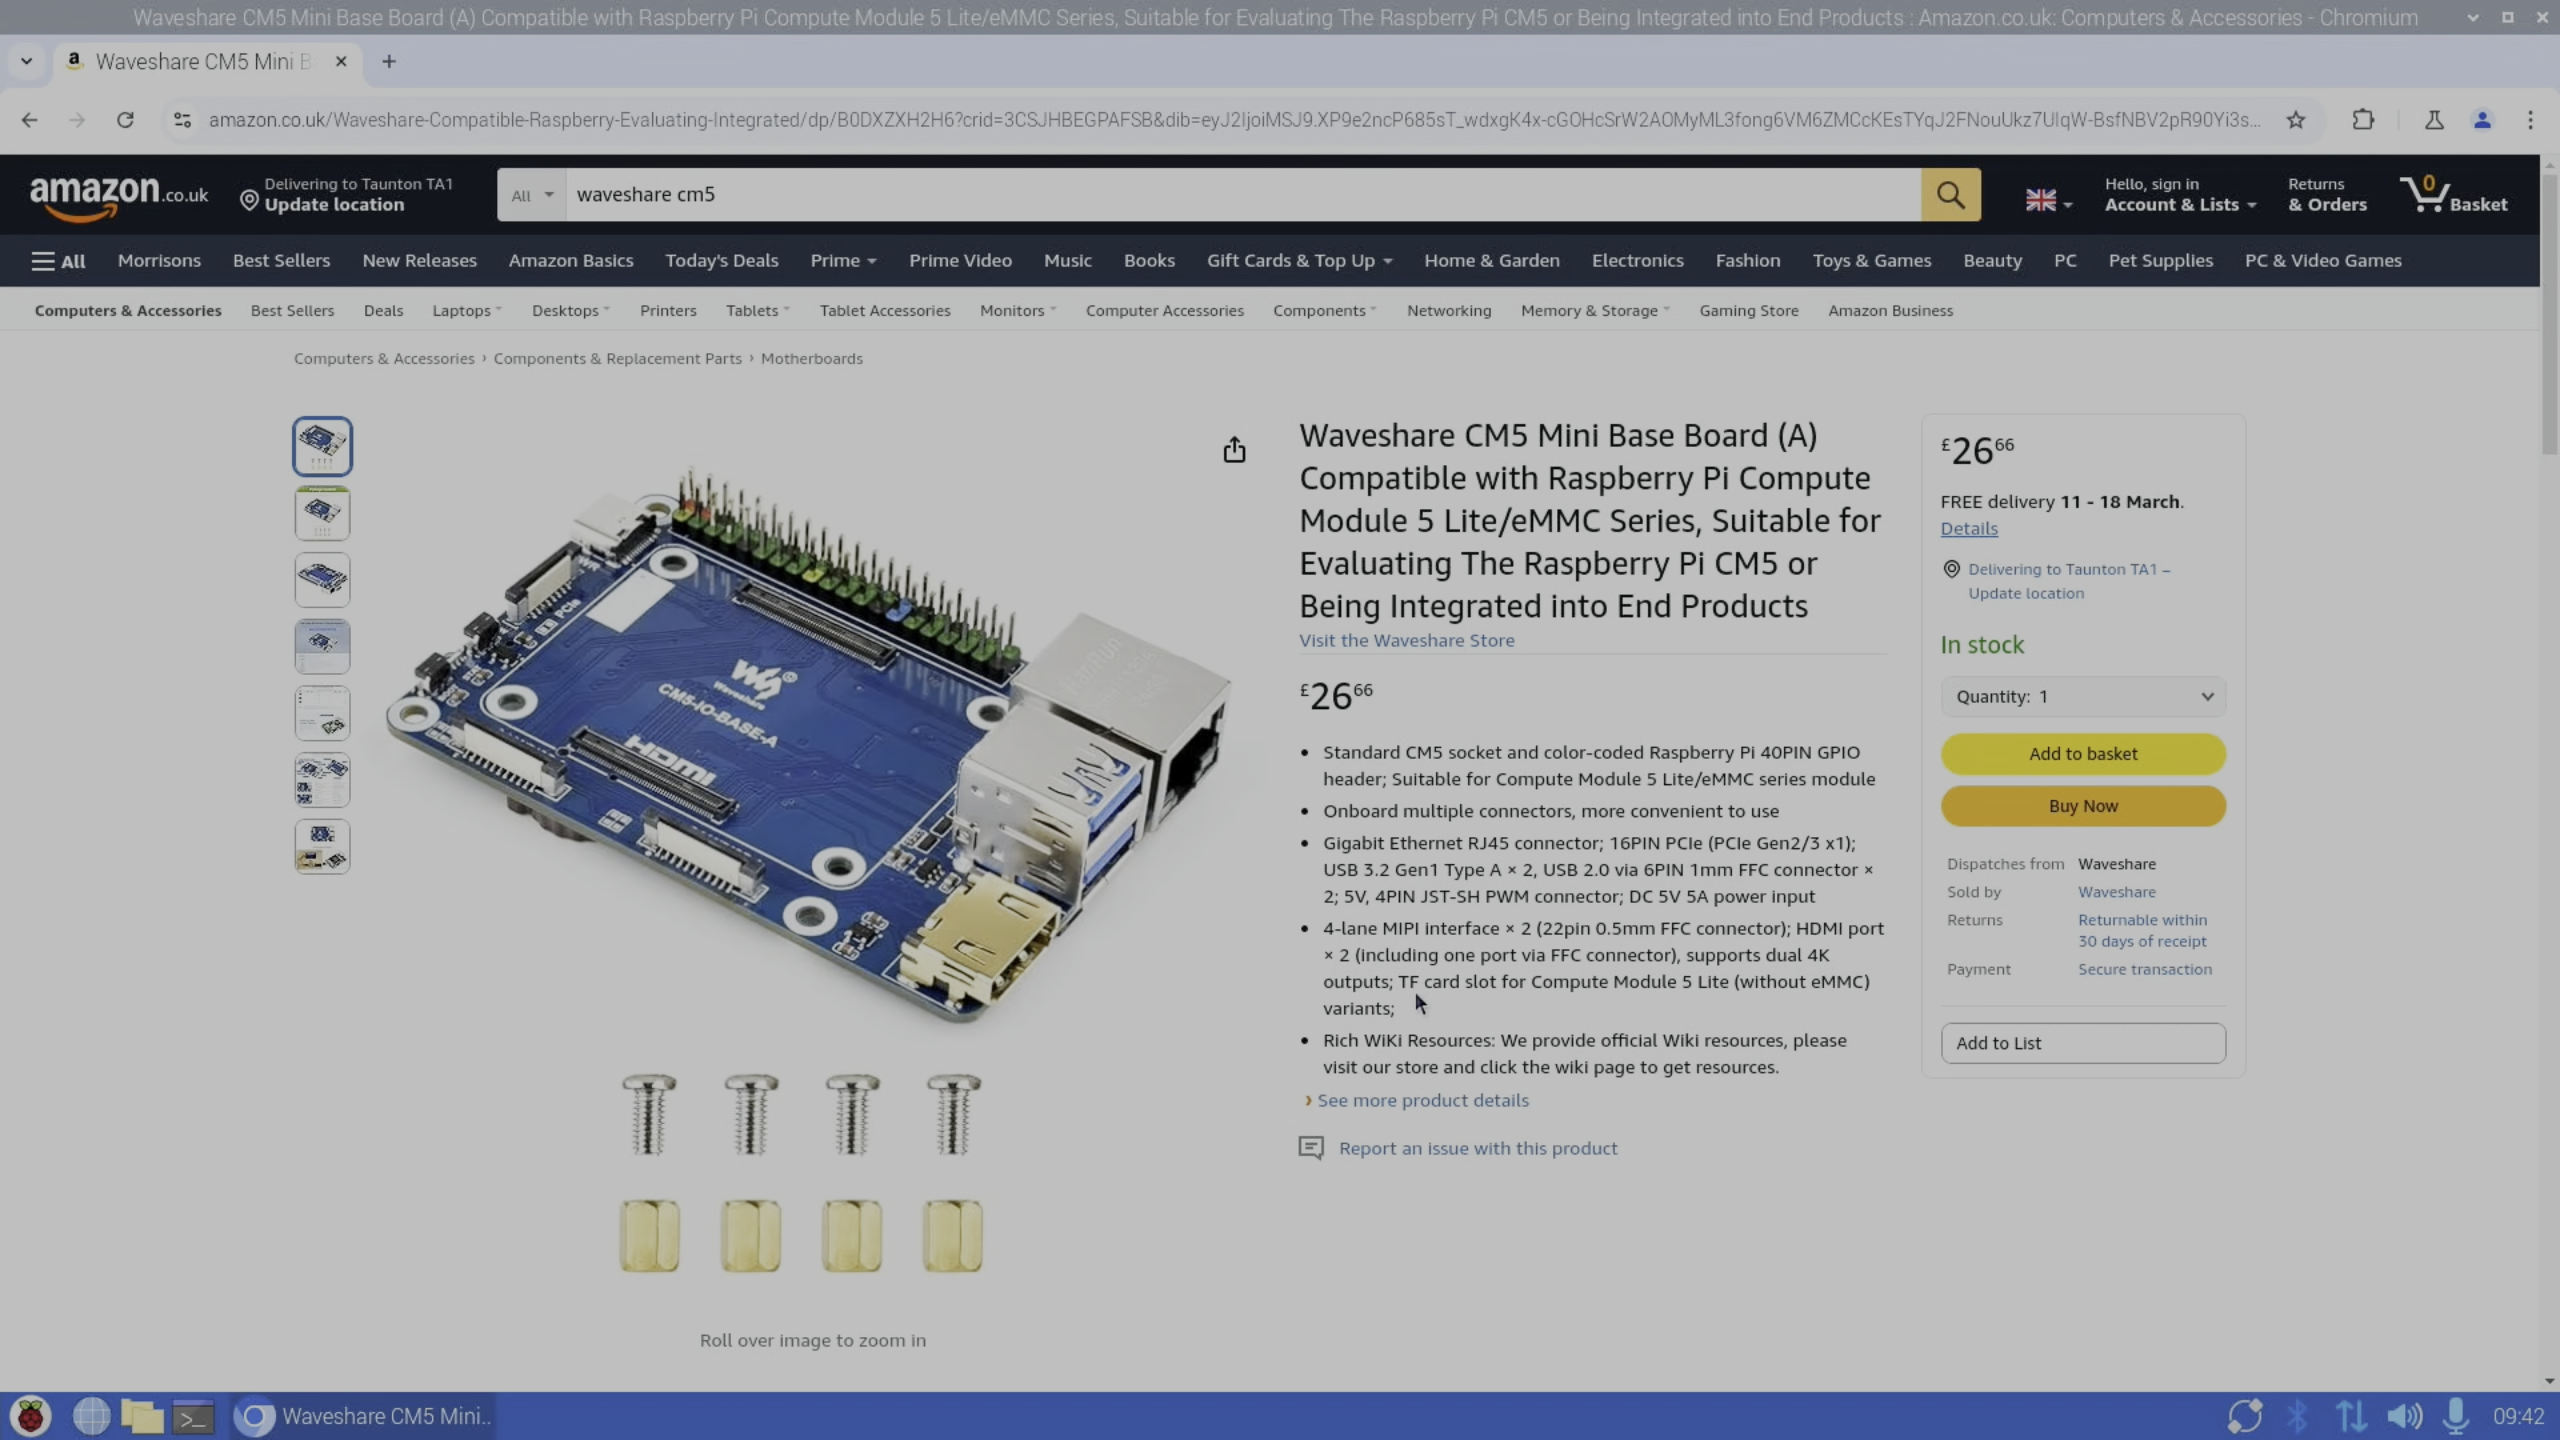 Waveshare CM5 Mini Base Board (A) Compatible with Raspberry Pi Compute Module 5 Lite/eMMC Series, Suitable for Evaluating The Raspberry Pi CM5 or Being Integrated into End Products : Amazon.co.uk: Computers & Accessories - Chromium
Waveshare CM5 Mini B
amazon.co.uk/Waveshare-Compatible-Raspberry-Evaluating-Integrated/dp/B0DXZXH2H6?crid=3CSJHBEGPAFSB&dib=eyJ2IjoiMSJ9.XP9e2ncP685sT_wdxgK4x-cGOHcSrW2AOMyML3fong6VM6ZMCcKEsTYqJ2FNouUkz7UIqW-BsfNBV2pR90Yi3s...
amazon.co.uk
Delivering to Taunton TA1
Update location
All
waveshare cm5
Hello, sign in
Account & Lists
Returns
& Orders
0
Basket
All Morrisons Best Sellers New Releases Amazon Basics Today's Deals Prime Prime Video Music Books Gift Cards & Top Up Home & Garden Electronics Fashion Toys & Games Beauty PC Pet Supplies PC & Video Games
Computers & Accessories Best Sellers Deals Laptops Desktops Printers Tablets Tablet Accessories Monitors Computer Accessories Components Networking Memory & Storage Gaming Store Amazon Business
Computers & Accessories › Components & Replacement Parts › Motherboards
PCIe
Waveshare
CM5-IO-BASE-A
HDMI
Roll over image to zoom in
Waveshare CM5 Mini Base Board (A)
Compatible with Raspberry Pi Compute
Module 5 Lite/eMMC Series, Suitable for
Evaluating The Raspberry Pi CM5 or
Being Integrated into End Products
Visit the Waveshare Store
£26 66
• Standard CM5 socket and color-coded Raspberry Pi 40PIN GPIO
header; Suitable for Compute Module 5 Lite/eMMC series module
• Onboard multiple connectors, more convenient to use
• Gigabit Ethernet RJ45 connector; 16PIN PCIe (PCIe Gen2/3 x1);
USB 3.2 Gen1 Type A × 2, USB 2.0 via 6PIN 1mm FFC connector ×
2; 5V, 4PIN JST-SH PWM connector; DC 5V 5A power input
• 4-lane MIPI interface × 2 (22pin 0.5mm FFC connector); HDMI port
× 2 (including one port via FFC connector), supports dual 4K
outputs; TF card slot for Compute Module 5 Lite (without eMMC)
variants;
• Rich WiKi Resources: We provide official Wiki resources, please
visit our store and click the wiki page to get resources.
› See more product details
Report an issue with this product
£26 66
FREE delivery 11 - 18 March.
Details
Delivering to Taunton TA1 –
Update location
In stock
Quantity: 1
Add to basket
Buy Now
Dispatches from Waveshare
Sold by Waveshare
Returns Returnable within
30 days of receipt
Payment Secure transaction
Add to List
Waveshare CM5 Mini..
09:42